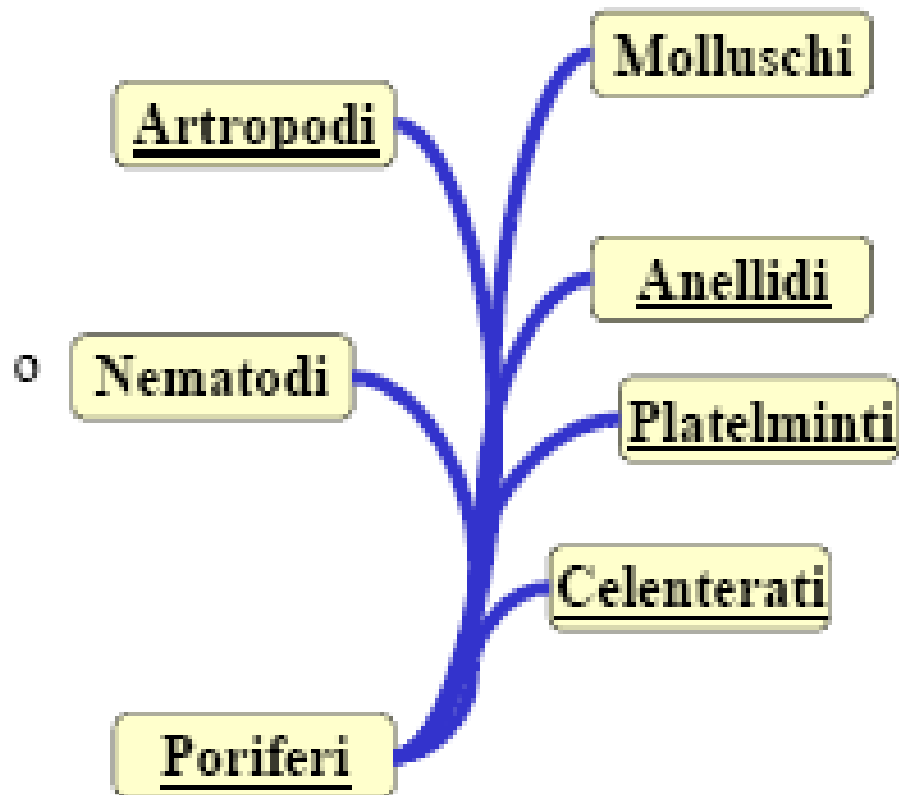 Molluschi
Artropodi
Anellidi
o Nematodi
Platelminti
Celenterati
Poriferi